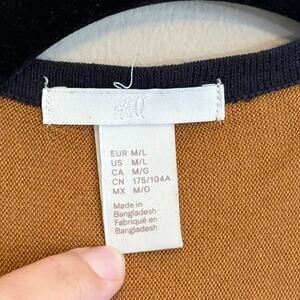 H&M
EUR M/L
US M/L
CA M/G
CN 175/104A
MX M/G
Made in
Bangladesh
Fabriqué en
Bangladesh